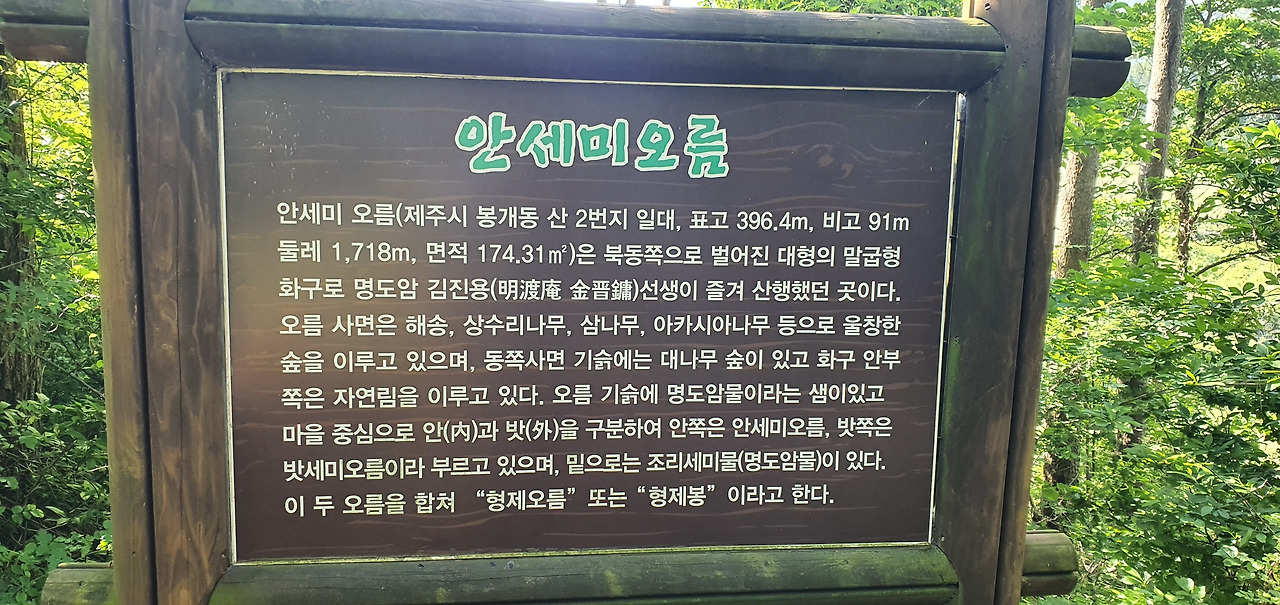 안세미오름
안세미 오름(제주시 봉개동 산 2번지 일대, 표고 396.4m, 비고 91m
둘레 1,718m, 면적 174.31㎡)은 북동쪽으로 벌어진 대형의 말굽형
화구로 명도암 김진용(明渡庵 金晋鏞)선생이 즐겨 산행했던 곳이다.
오름 사면은 해송, 상수리나무, 삼나무, 아카시아나무 등으로 울창한
숲을 이루고 있으며, 동쪽사면 기슭에는 대나무 숲이 있고 화구 안부
쪽은 자연림을 이루고 있다. 오름 기슭에 명도암물이라는 샘이있고
마을 중심으로 안(內)과 밧(外)을 구분하여 안쪽은 안세미오름, 밧쪽은
밧세미오름이라 부르고 있으며, 밑으로는 조리세미물(명도암물)이 있다.
이 두 오름을 합쳐 “형제오름” 또는 “형제봉” 이라고 한다.